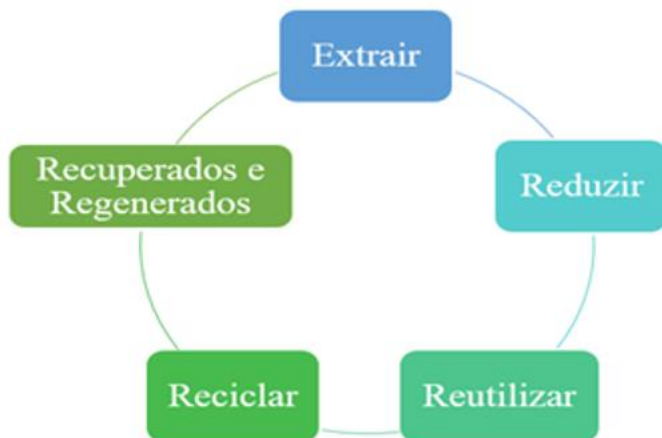 Extrair
Reduzir
Reutilizar
Reciclar
Recuperados e
Regenerados